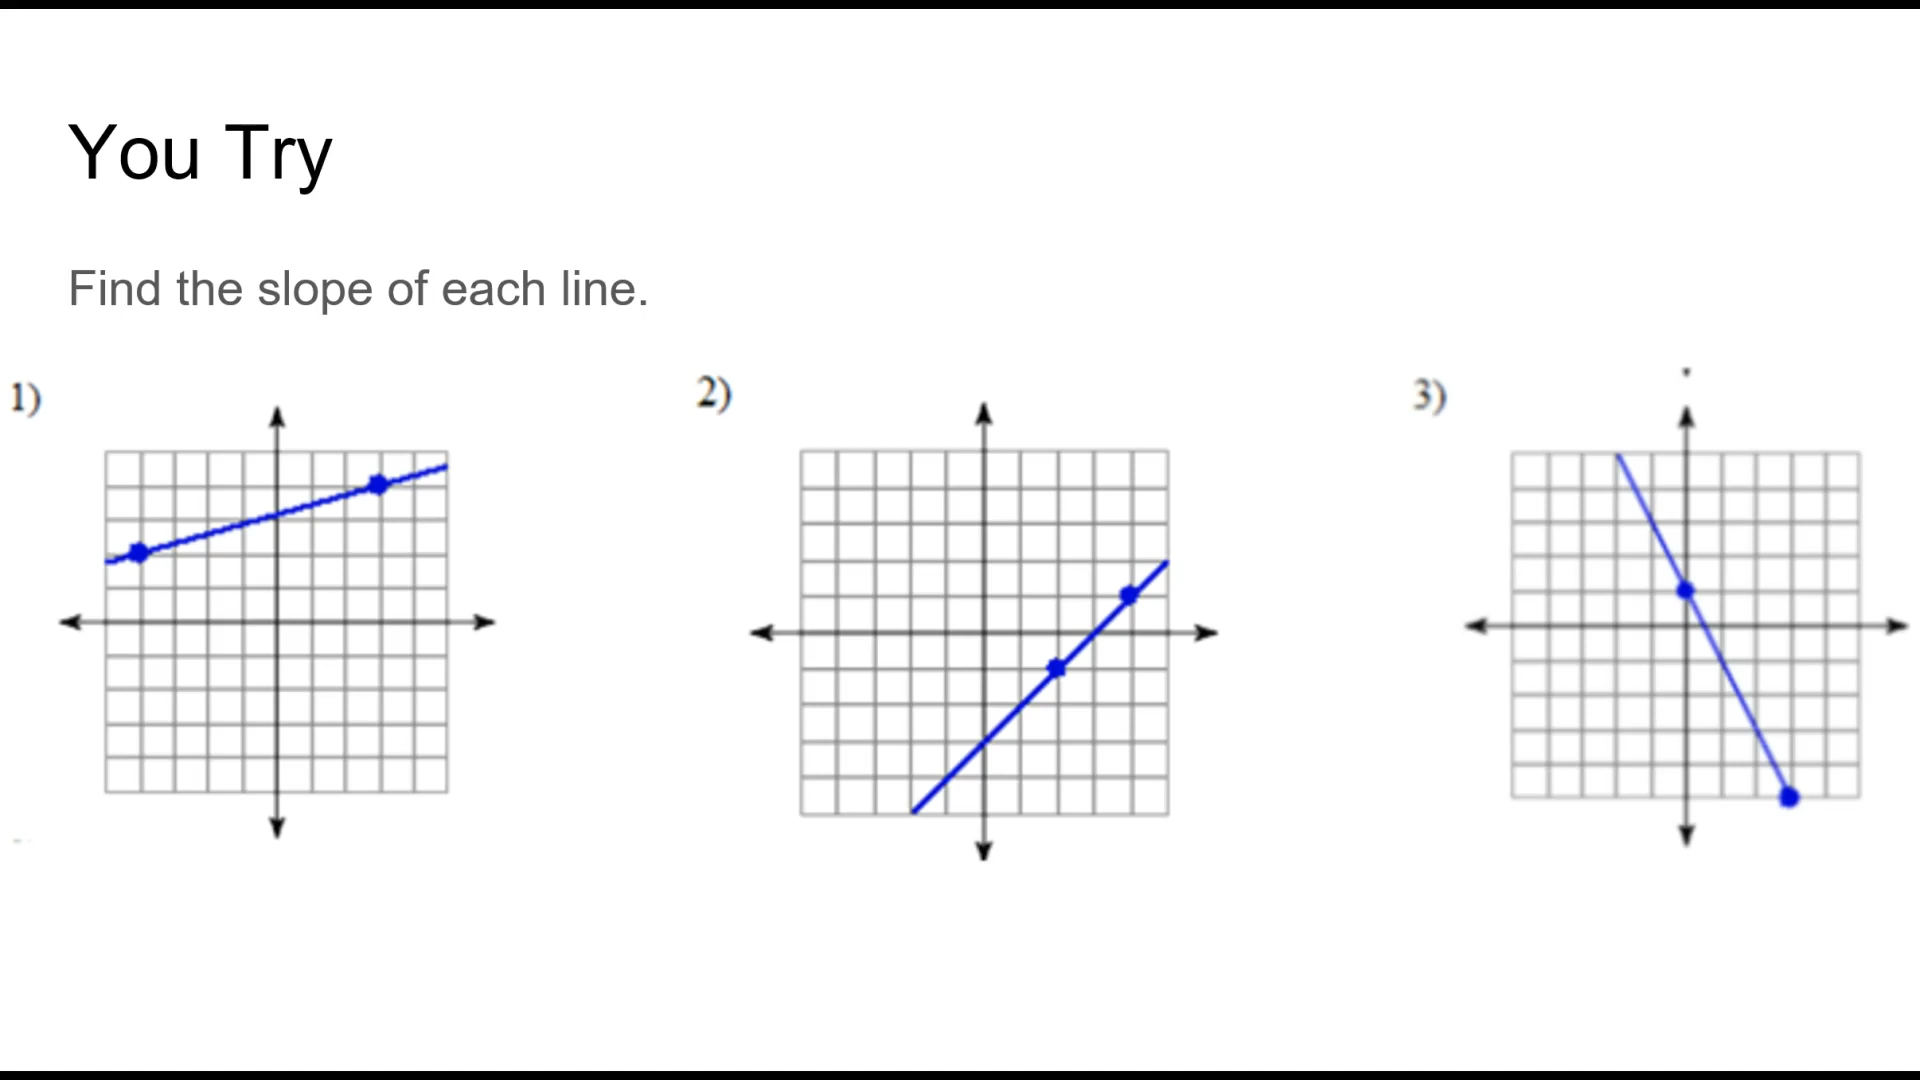 You Try
Find the slope of each line.
1)
2)
3)